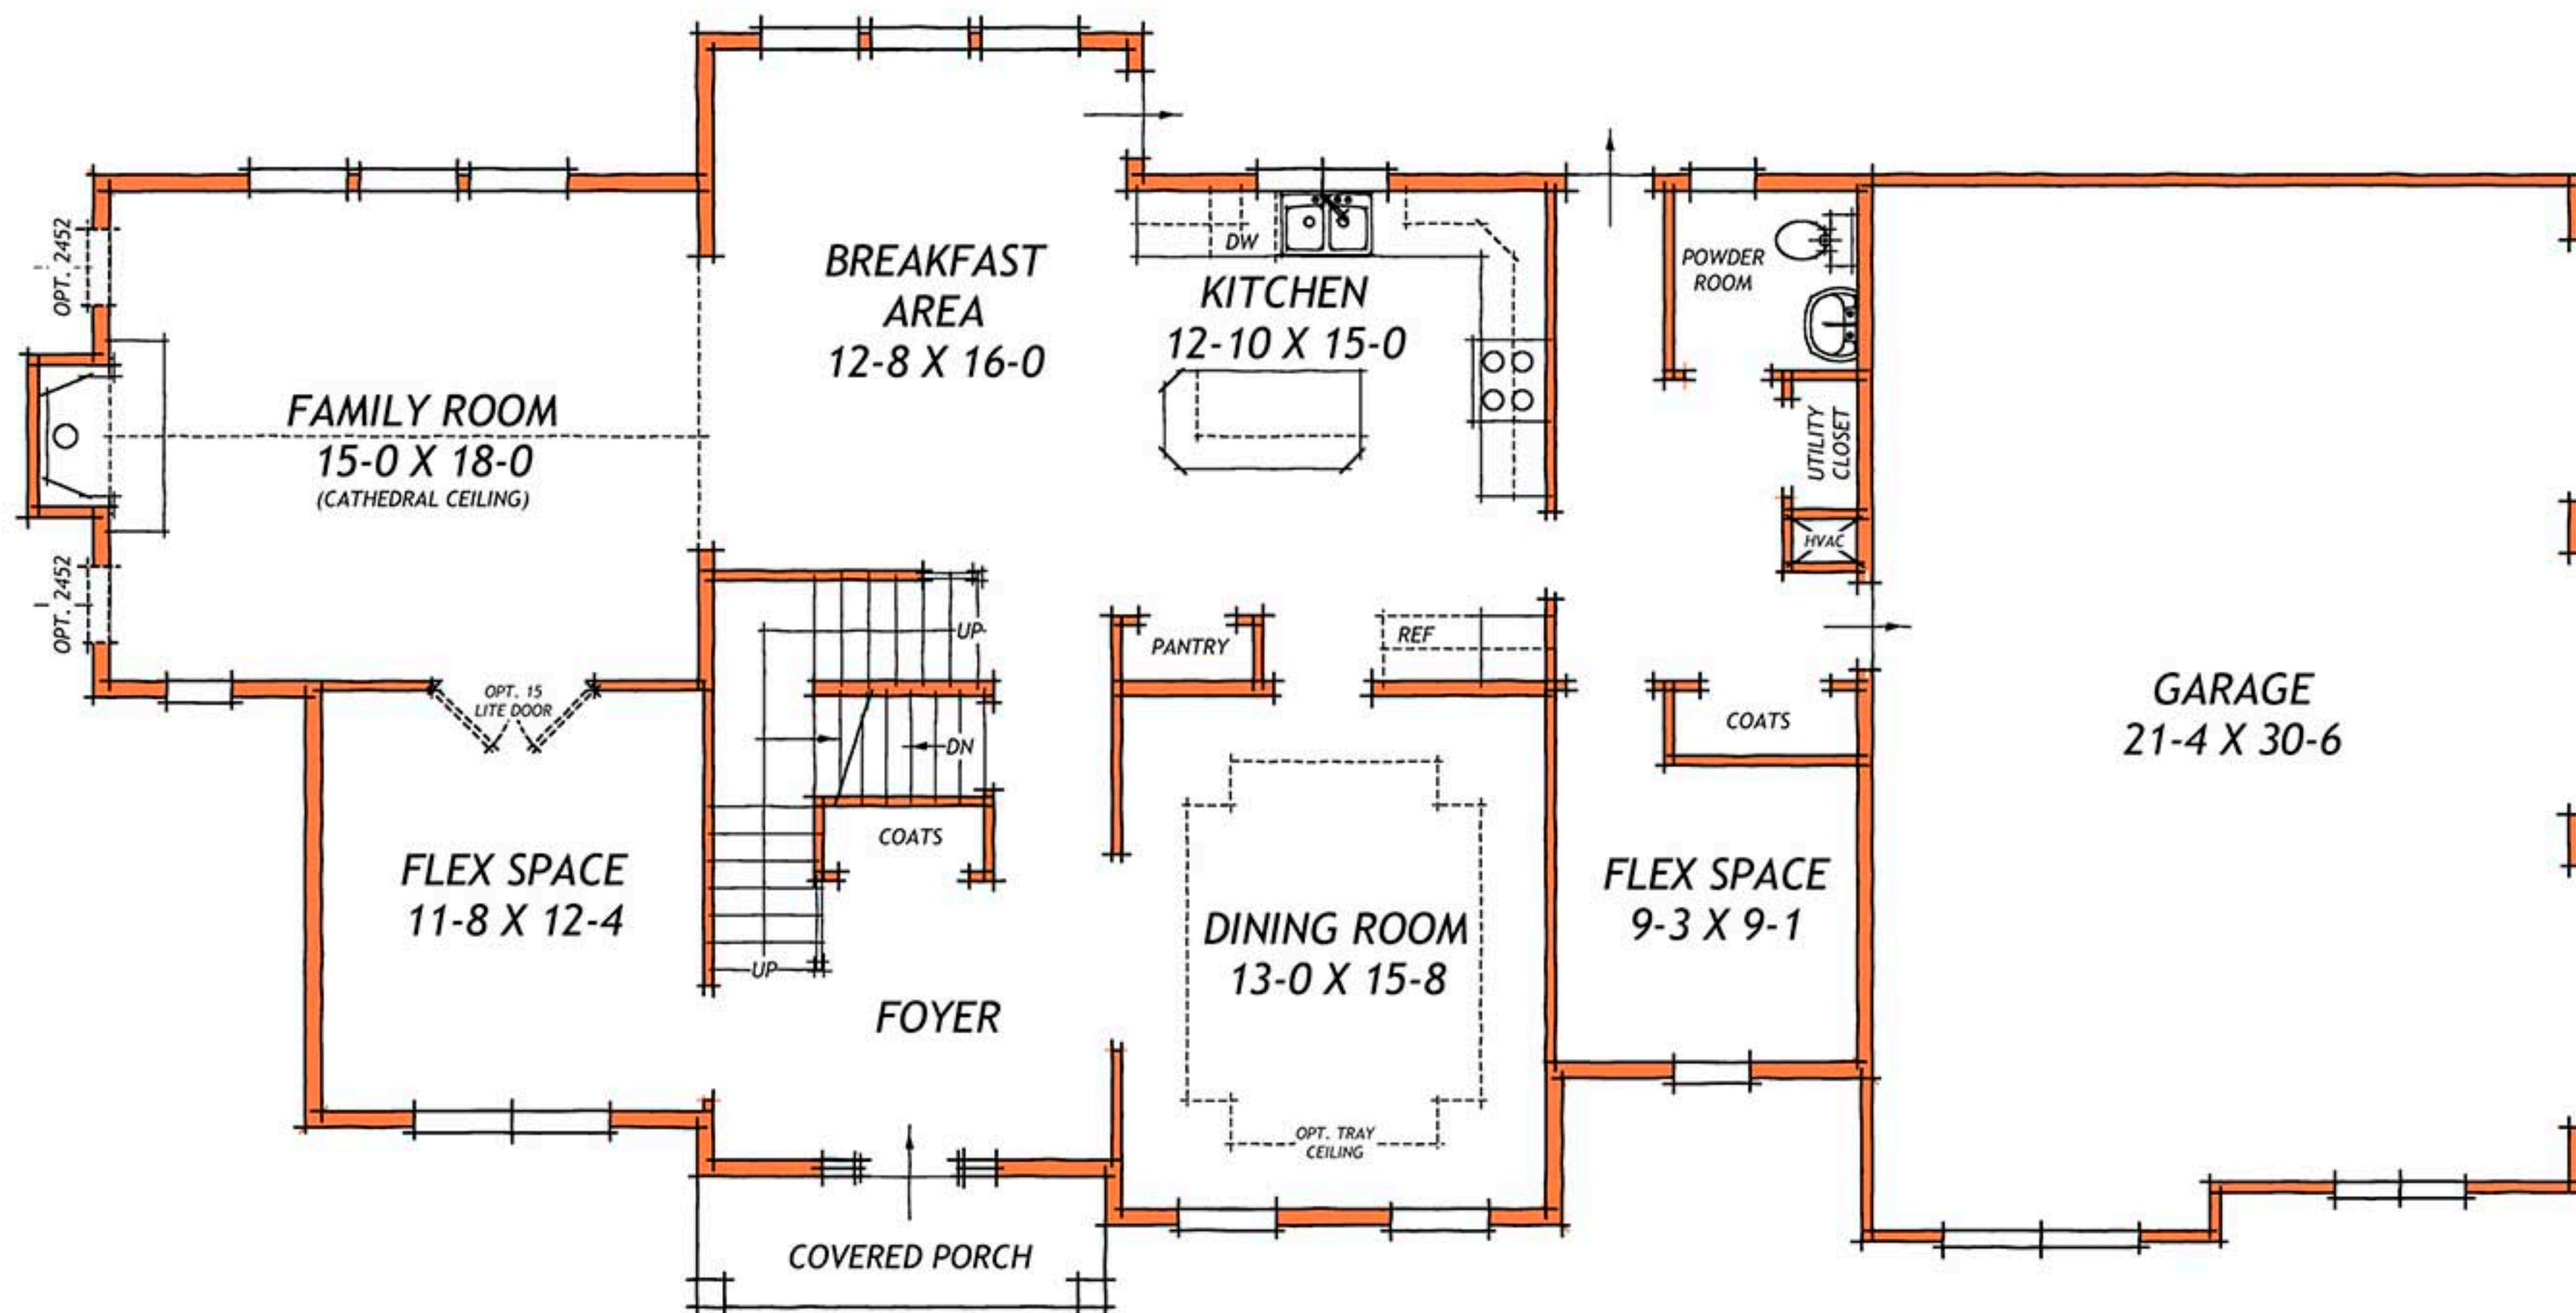 OPT. 2452
OPT. 2452
FAMILY ROOM
15-0 X 18-0
(CATHEDRAL CEILING)
BREAKFAST
AREA
12-8 X 16-0
DW
KITCHEN
12-10 X 15-0
POWDER
ROOM
UTILITY
CLOSET
HVAC
UP
PANTRY
REF
OPT. 15
LITE DOOR
DN
COATS
COATS
GARAGE
21-4 X 30-6
FLEX SPACE
11-8 X 12-4
UP
FOYER
DINING ROOM
13-0 X 15-8
FLEX SPACE
9-3 X 9-1
OPT. TRAY
CEILING
COVERED PORCH